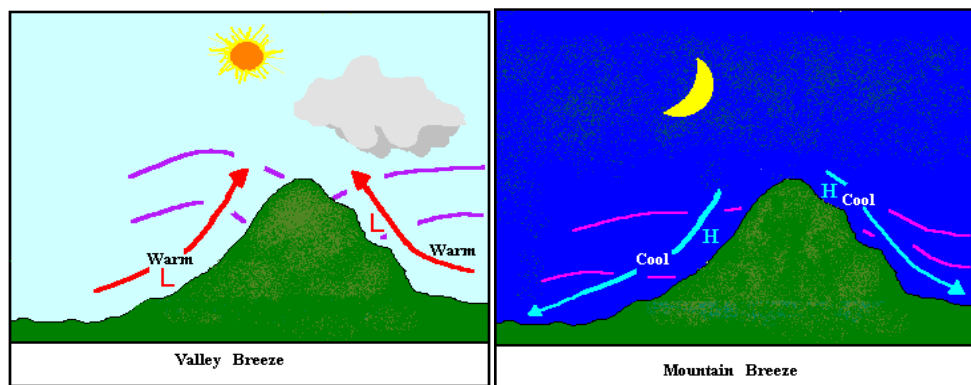 L
Warm
Warm
L
Valley Breeze
H
Cool
H
Cool
Mountain Breeze